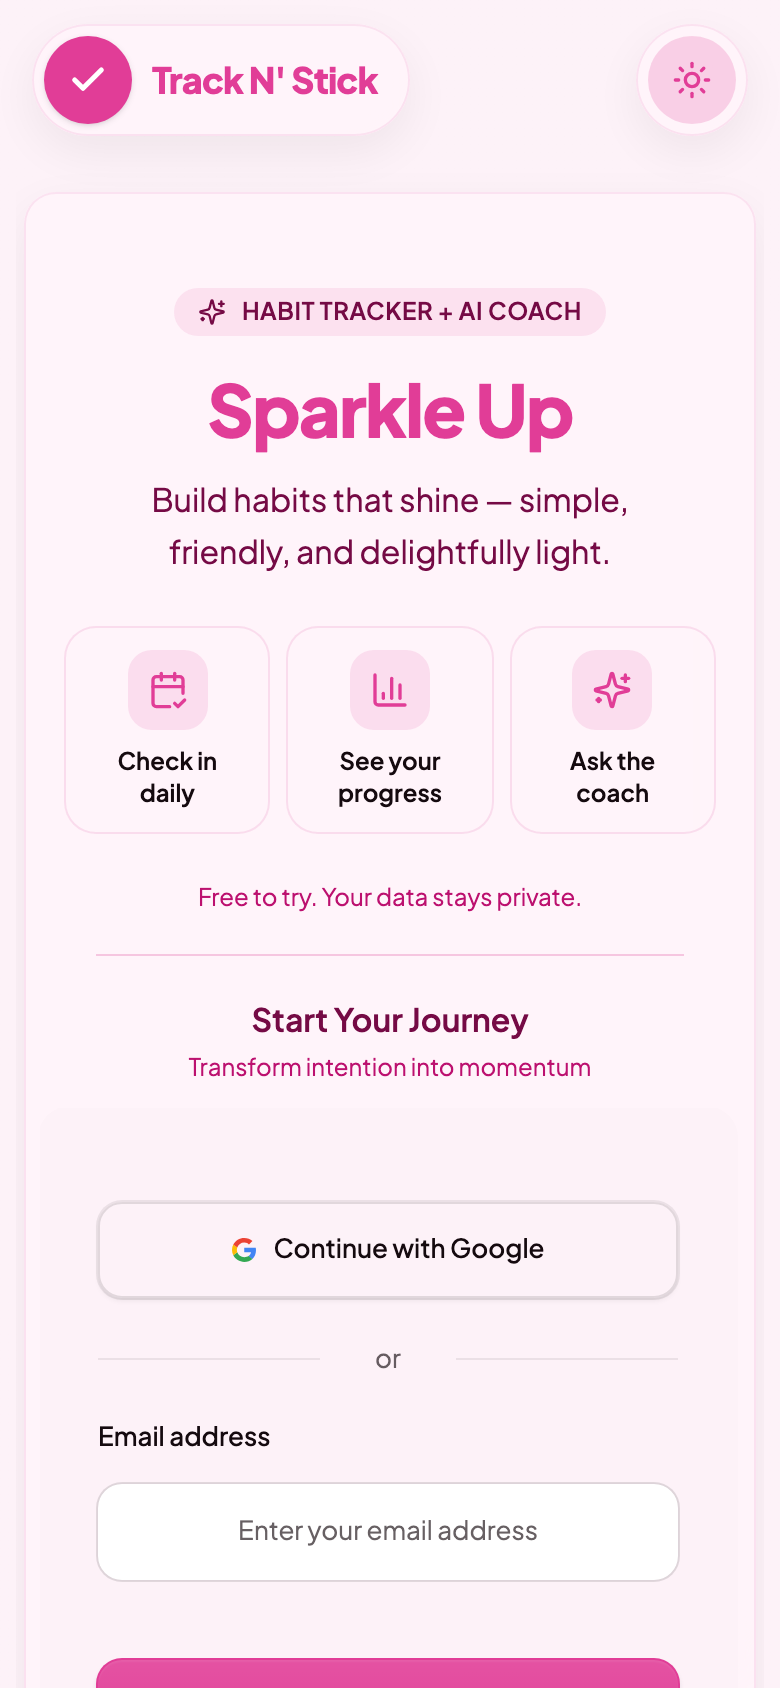 Track N' Stick
HABIT TRACKER + AI COACH
Sparkle Up
Build habits that shine — simple,
friendly, and delightfully light.
Check in
daily
See your
progress
Ask the
coach
Free to try. Your data stays private.
Start Your Journey
Transform intention into momentum
Continue with Google
or
Email address
Enter your email address